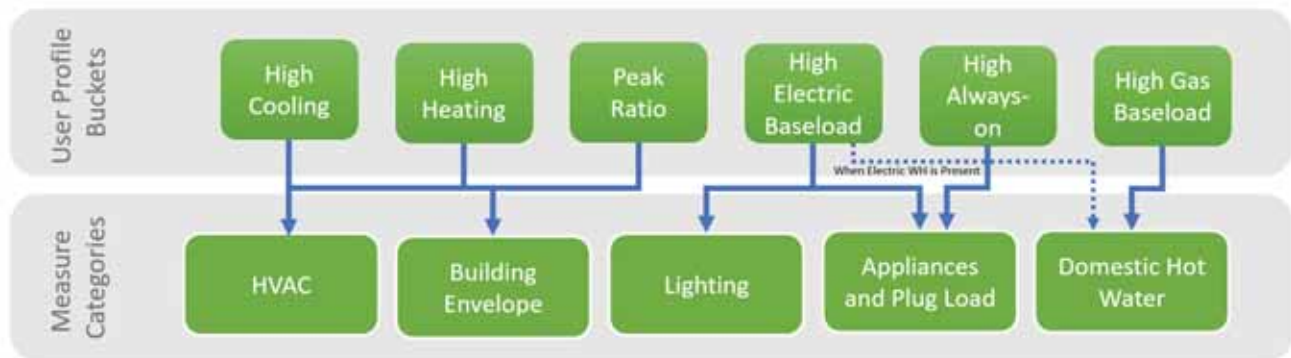 User Profile
Buckets
High
Cooling
High
Heating
Peak
Ratio
High
Electric
Baseload
High
Always-
on
High Gas
Baseload
When Electric WH is Present
Measure
Categories
HVAC
Building
Envelope
Lighting
Appliances
and Plug Load
Domestic Hot
Water